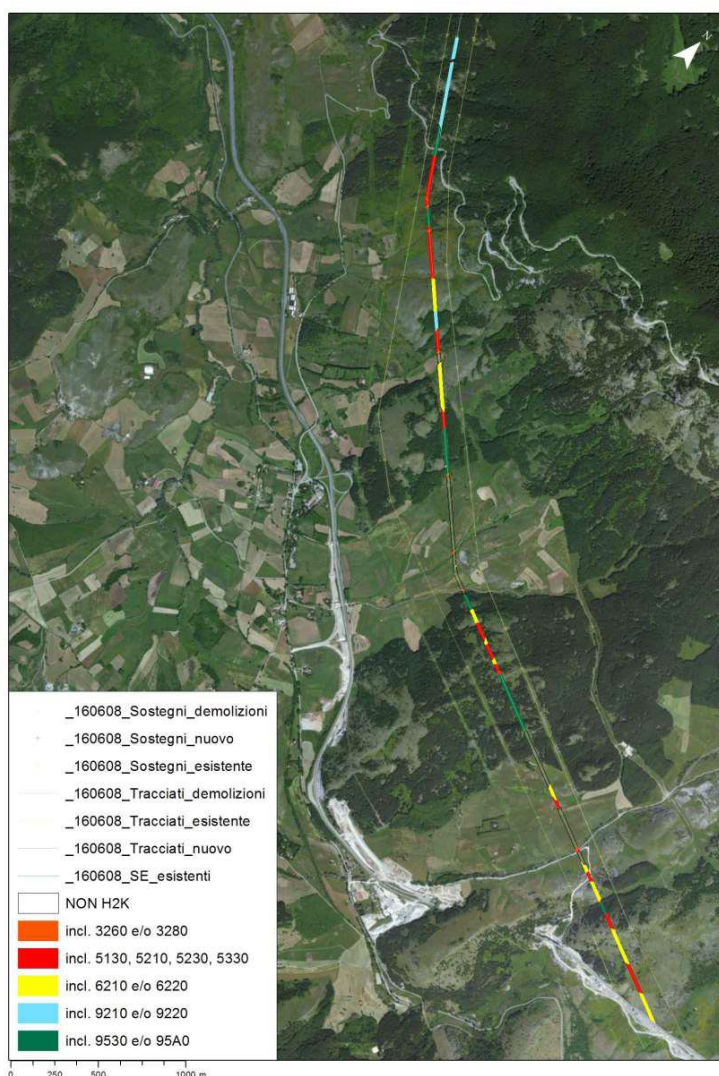 N
_160608_Sostegni_demolizioni
_160608_Sostegni_nuovo
_160608_Sostegni_esistente
_160608_Tracciati_demolizioni
_160608_Tracciati_esistente
_160608_Tracciati_nuovo
_160608_SE_esistenti
NON H2K
incl. 3260 e/o 3280
incl. 5130, 5210, 5230, 5330
incl. 6210 e/o 6220
incl. 9210 e/o 9220
incl. 9530 e/o 95A0
0 250 500 1000 m